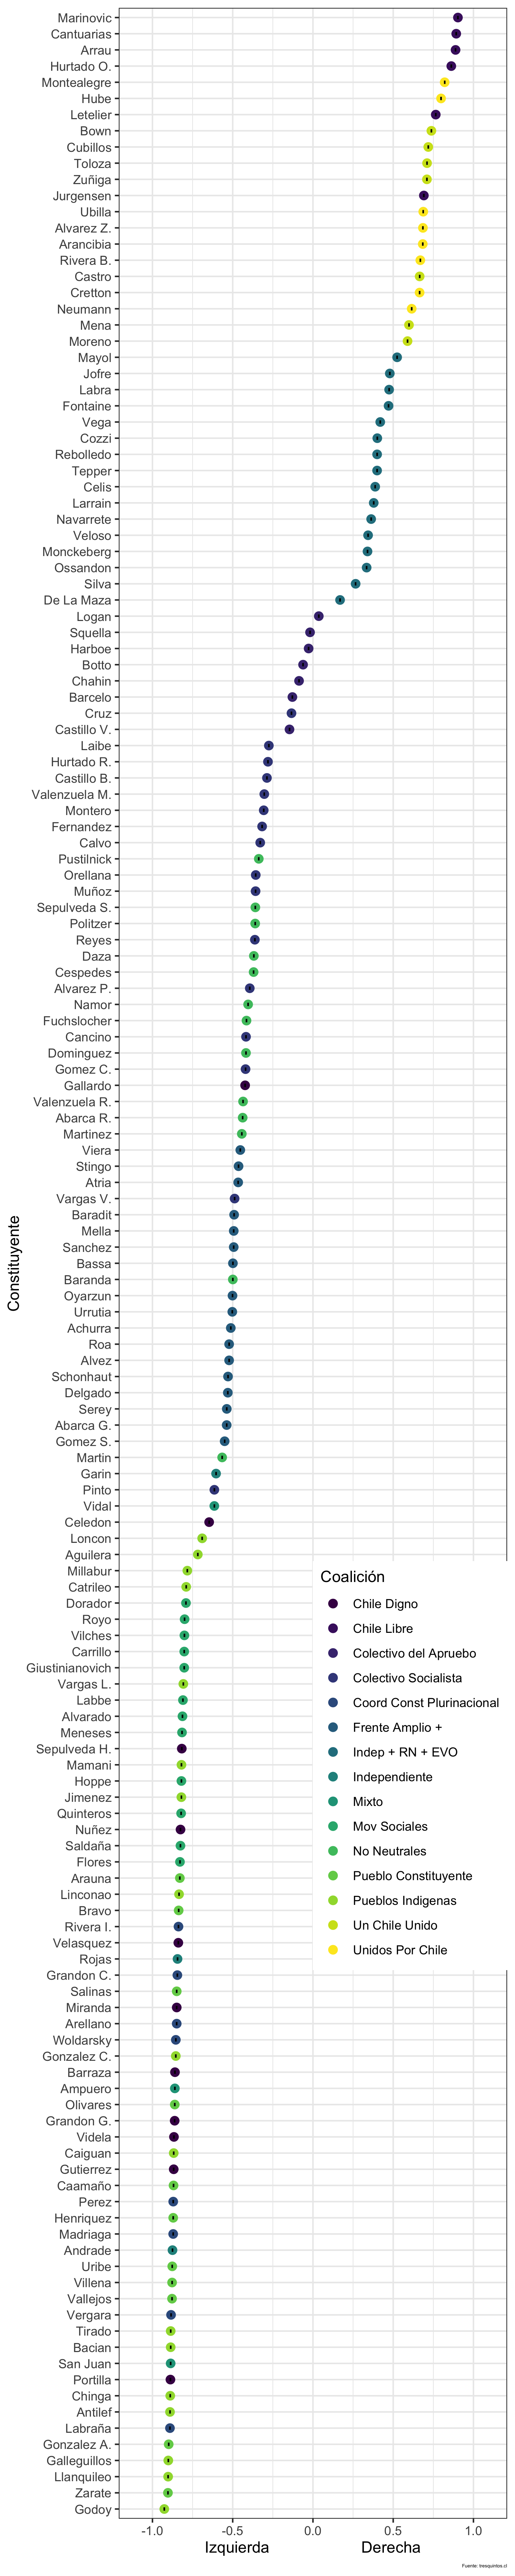 Marinovic
Cantuarias
Arrau
Hurtado O.
Montealegre
Hube
Letelier
Bown
Cubillos
Toloza
Zuñiga
Jurgensen
Ubilla
Alvarez Z.
Arancibia
Rivera B.
Castro
Cretton
Neumann
Mena
Moreno
Mayol
Jofre
Labra
Fontaine
Vega
Cozzi
Rebolledo
Tepper
Celis
Larrain
Navarrete
Veloso
Monckeberg
Ossandon
Silva
De La Maza
Logan
Squella
Harboe
Botto
Chahin
Barcelo
Cruz
Castillo V.
Laibe
Hurtado R.
Castillo B.
Valenzuela M.
Montero
Fernandez
Calvo
Pustilnick
Orellana
Muñoz
Sepulveda S.
Politzer
Reyes
Daza
Cespedes
Alvarez P.
Namor
Fuchslocher
Cancino
Dominguez
Gomez C.
Gallardo
Valenzuela R.
Abarca R.
Martinez
Viera
Stingo
Atria
Vargas V.
Baradit
Mella
Sanchez
Bassa
Baranda
Oyarzun
Urrutia
Achurra
Roa
Alvez
Schonhaut
Delgado
Serey
Abarca G.
Gomez S.
Martin
Garin
Pinto
Vidal
Celedon
Loncon
Aguilera
Millabur
Catrileo
Dorador
Royo
Vilches
Carrillo
Giustinianovich
Vargas L.
Labbe
Alvarado
Meneses
Sepulveda H.
Mamani
Hoppe
Jimenez
Quinteros
Nuñez
Saldaña
Flores
Arauna
Linconao
Bravo
Rivera I.
Velasquez
Rojas
Grandon C.
Salinas
Miranda
Arellano
Woldarsky
Gonzalez C.
Barraza
Ampuero
Olivares
Grandon G.
Videla
Caiguan
Gutierrez
Caamaño
Perez
Henriquez
Madriaga
Andrade
Uribe
Villena
Vallejos
Vergara
Tirado
Bacian
San Juan
Portilla
Chinga
Antilef
Labraña
Gonzalez A.
Galleguillos
Llanquileo
Zarate
Godoy
Constituyente
Coalición
Chile Digno
Chile Libre
Colectivo del Apruebo
Colectivo Socialista
Coord Const Plurinacional
Frente Amplio +
Indep + RN + EVO
Independiente
Mixto
Mov Sociales
No Neutrales
Pueblo Constituyente
Pueblos Indigenas
Un Chile Unido
Unidos Por Chile
-1.0 -0.5 0.0 0.5 1.0
Izquierda Derecha
Fuente: tresquintos.cl